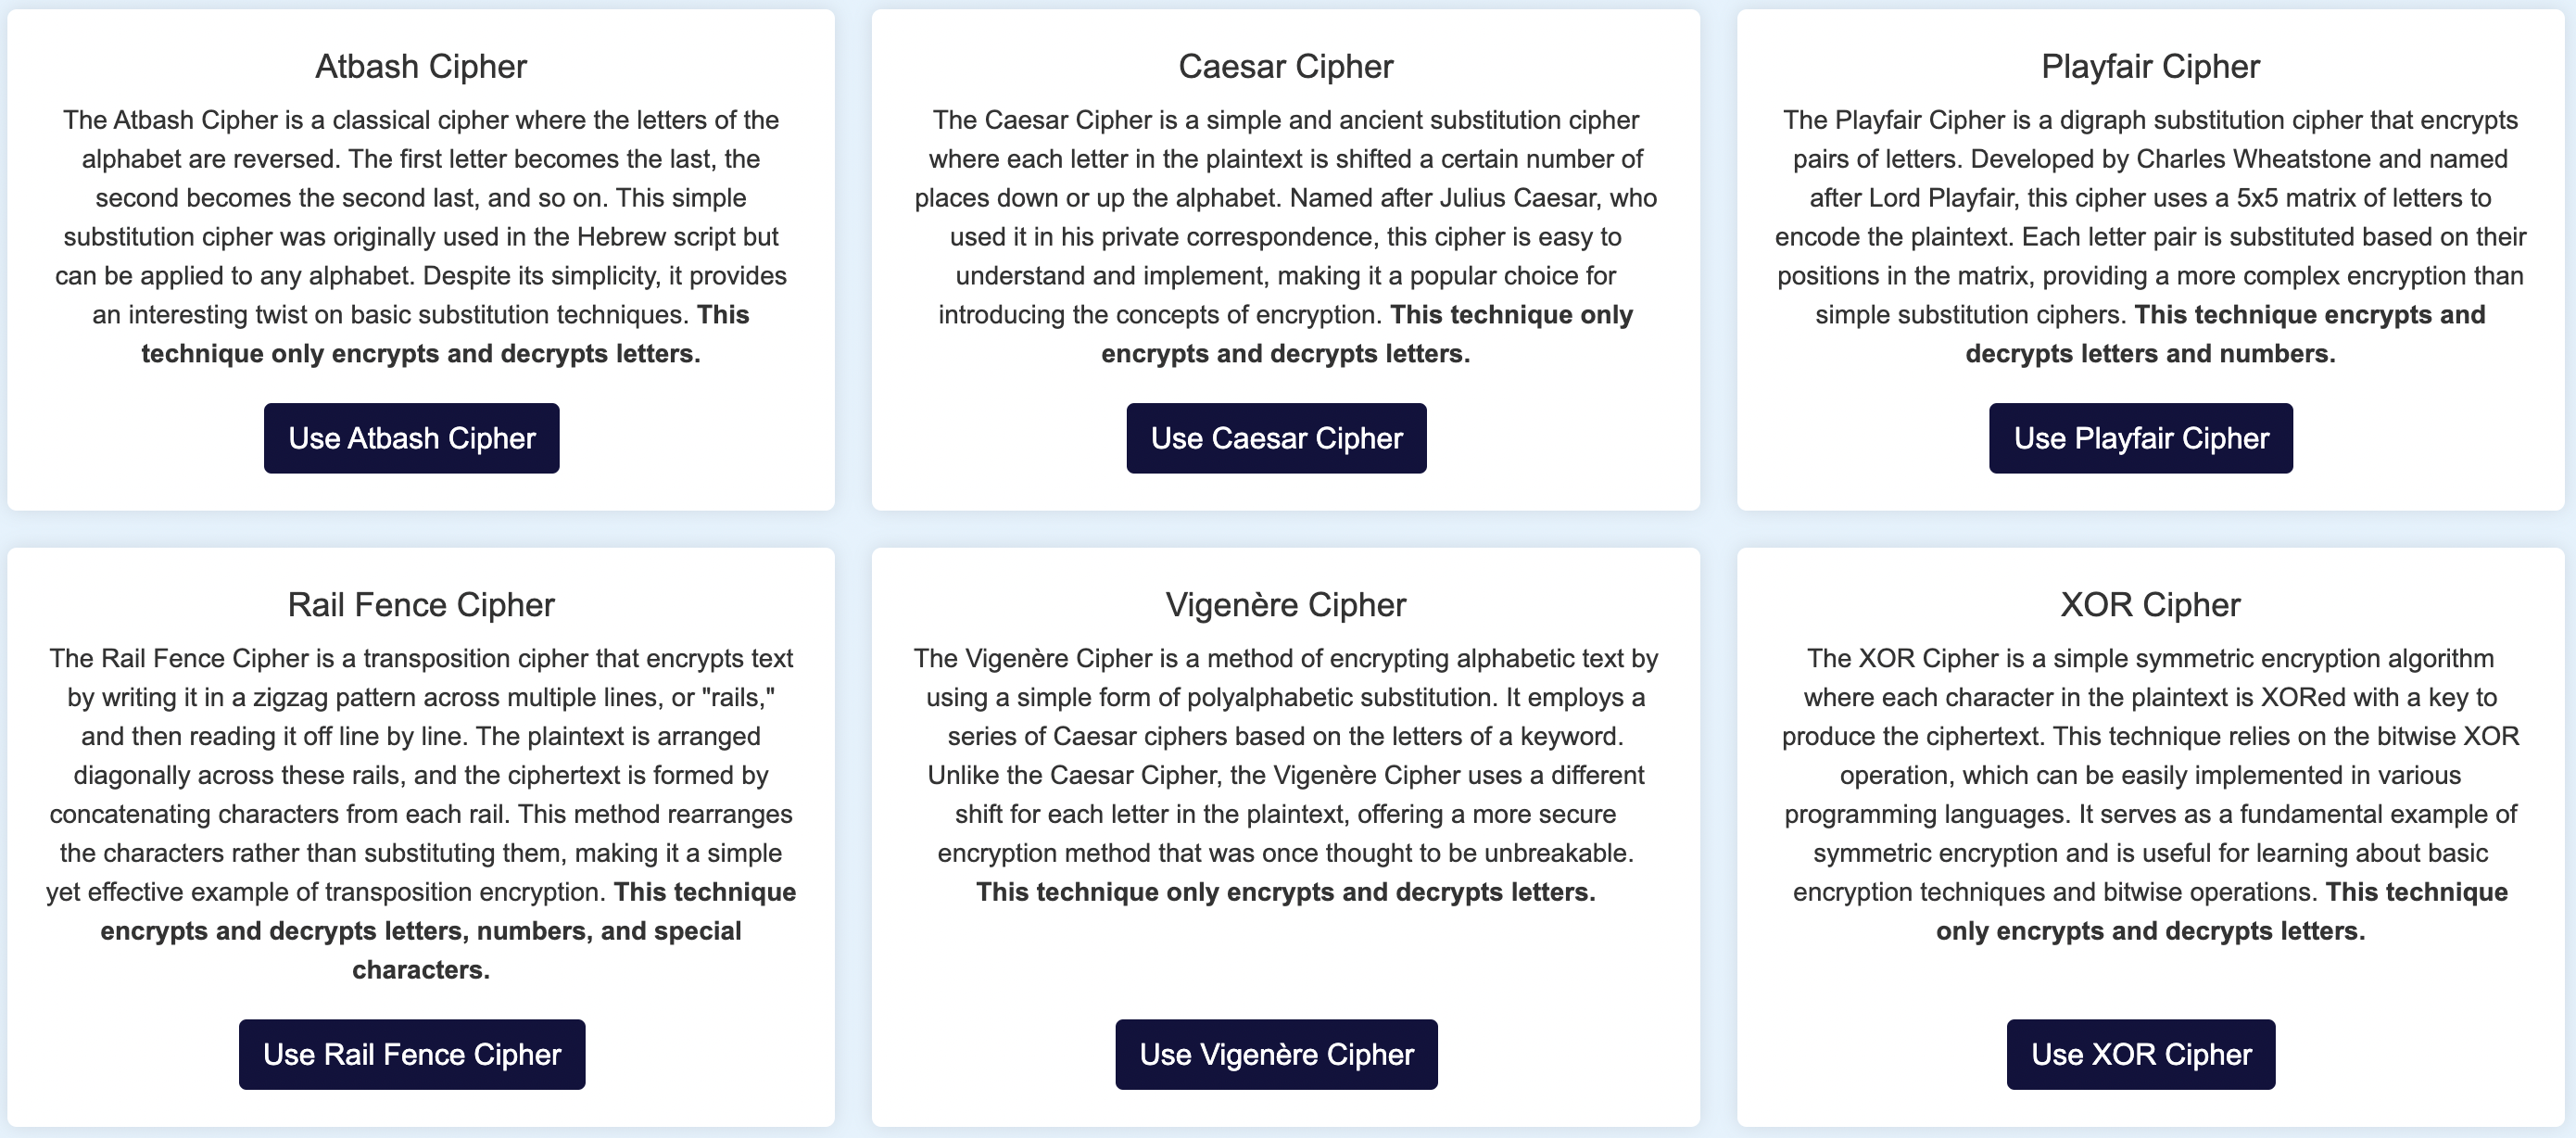 Atbash Cipher
The Atbash Cipher is a classical cipher where the letters of the
alphabet are reversed. The first letter becomes the last, the
second becomes the second last, and so on. This simple
substitution cipher was originally used in the Hebrew script but
can be applied to any alphabet. Despite its simplicity, it provides
an interesting twist on basic substitution techniques. This
technique only encrypts and decrypts letters.
Use Atbash Cipher
Caesar Cipher
The Caesar Cipher is a simple and ancient substitution cipher
where each letter in the plaintext is shifted a certain number of
places down or up the alphabet. Named after Julius Caesar, who
used it in his private correspondence, this cipher is easy to
understand and implement, making it a popular choice for
introducing the concepts of encryption. This technique only
encrypts and decrypts letters.
Use Caesar Cipher
Playfair Cipher
The Playfair Cipher is a digraph substitution cipher that encrypts
pairs of letters. Developed by Charles Wheatstone and named
after Lord Playfair, this cipher uses a 5x5 matrix of letters to
encode the plaintext. Each letter pair is substituted based on their
positions in the matrix, providing a more complex encryption than
simple substitution ciphers. This technique encrypts and
decrypts letters and numbers.
Use Playfair Cipher
Rail Fence Cipher
The Rail Fence Cipher is a transposition cipher that encrypts text
by writing it in a zigzag pattern across multiple lines, or "rails,"
and then reading it off line by line. The plaintext is arranged
diagonally across these rails, and the ciphertext is formed by
concatenating characters from each rail. This method rearranges
the characters rather than substituting them, making it a simple
yet effective example of transposition encryption. This technique
encrypts and decrypts letters, numbers, and special
characters.
Use Rail Fence Cipher
Vigenère Cipher
The Vigenère Cipher is a method of encrypting alphabetic text by
using a simple form of polyalphabetic substitution. It employs a
series of Caesar ciphers based on the letters of a keyword.
Unlike the Caesar Cipher, the Vigenère Cipher uses a different
shift for each letter in the plaintext, offering a more secure
encryption method that was once thought to be unbreakable.
This technique only encrypts and decrypts letters.
Use Vigenère Cipher
XOR Cipher
The XOR Cipher is a simple symmetric encryption algorithm
where each character in the plaintext is XORed with a key to
produce the ciphertext. This technique relies on the bitwise XOR
operation, which can be easily implemented in various
programming languages. It serves as a fundamental example of
symmetric encryption and is useful for learning about basic
encryption techniques and bitwise operations. This technique
only encrypts and decrypts letters.
Use XOR Cipher